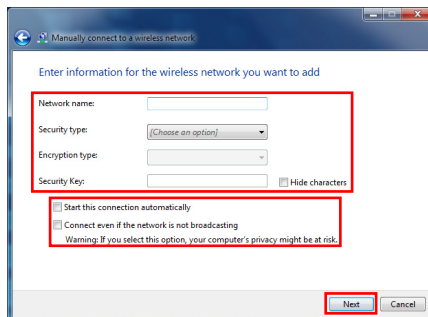 Manually connect to a wireless network
Enter information for the wireless network you want to add
Network name:
Security type: [Choose an option]
Encryption type:
Security Key: Hide characters
Start this connection automatically
Connect even if the network is not broadcasting
Warning: If you select this option, your computer's privacy might be at risk.
Next Cancel